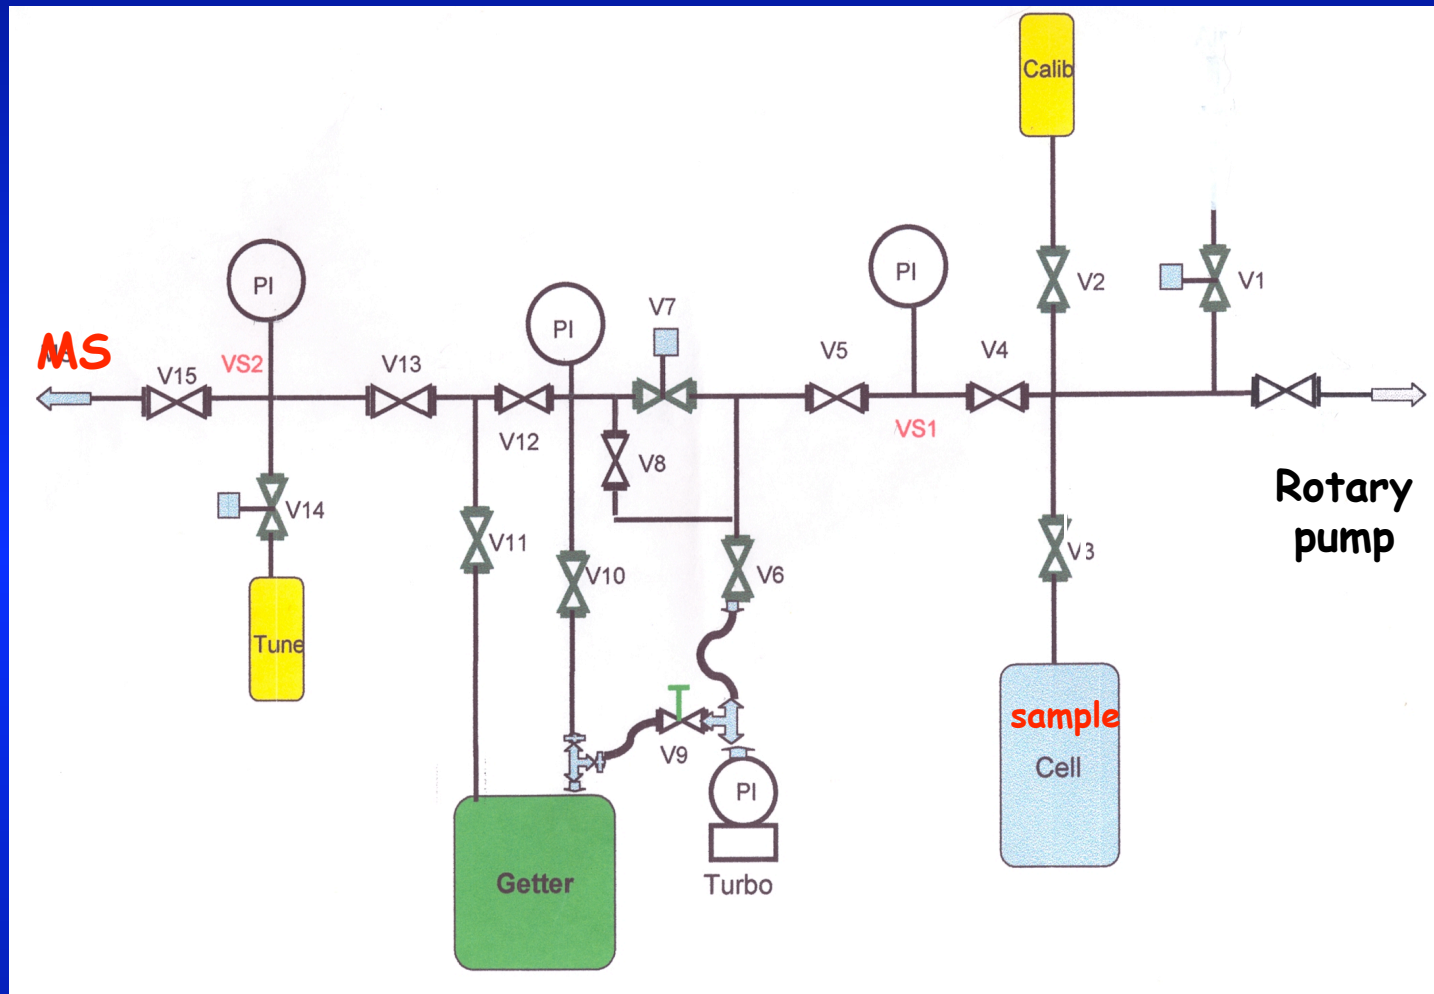 Calib
PI
PI
V2
V1
PI
V7
MS
VS2
V15
V13
V5
V4
V12
VS1
V8
Rotary
pump
V14
V11
V10
V6
V3
Tune
sample
V9
Cell
PI
Getter
Turbo